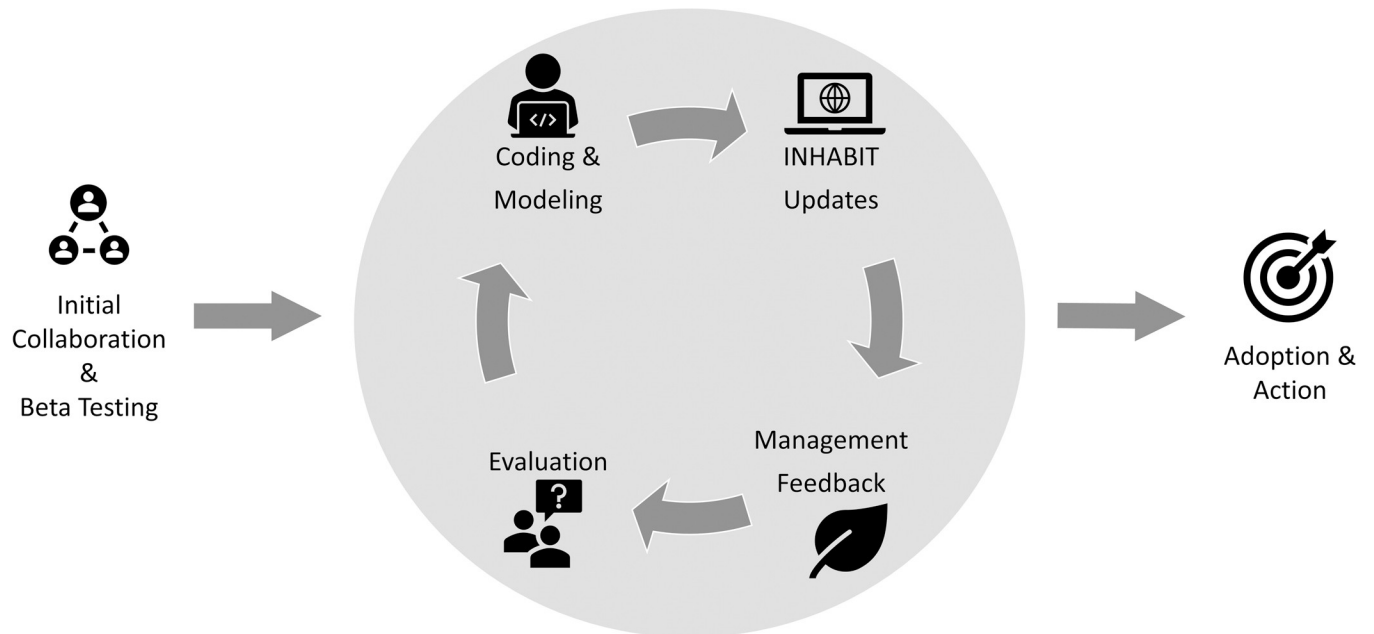 Initial
Collaboration
&
Beta Testing
Coding &
Modeling
</>
INHABIT
Updates
Management
Feedback
Evaluation
?
Adoption &
Action